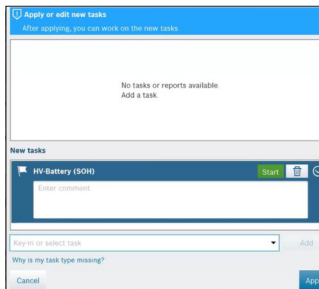 Apply or edit new tasks
After applying, you can work on the new tasks.
No tasks or reports available.
Add a task.
New tasks
HV-Battery (SOH)
Start
Enter comment
Key-in or select task
Add
Why is my task type missing?
Cancel
App